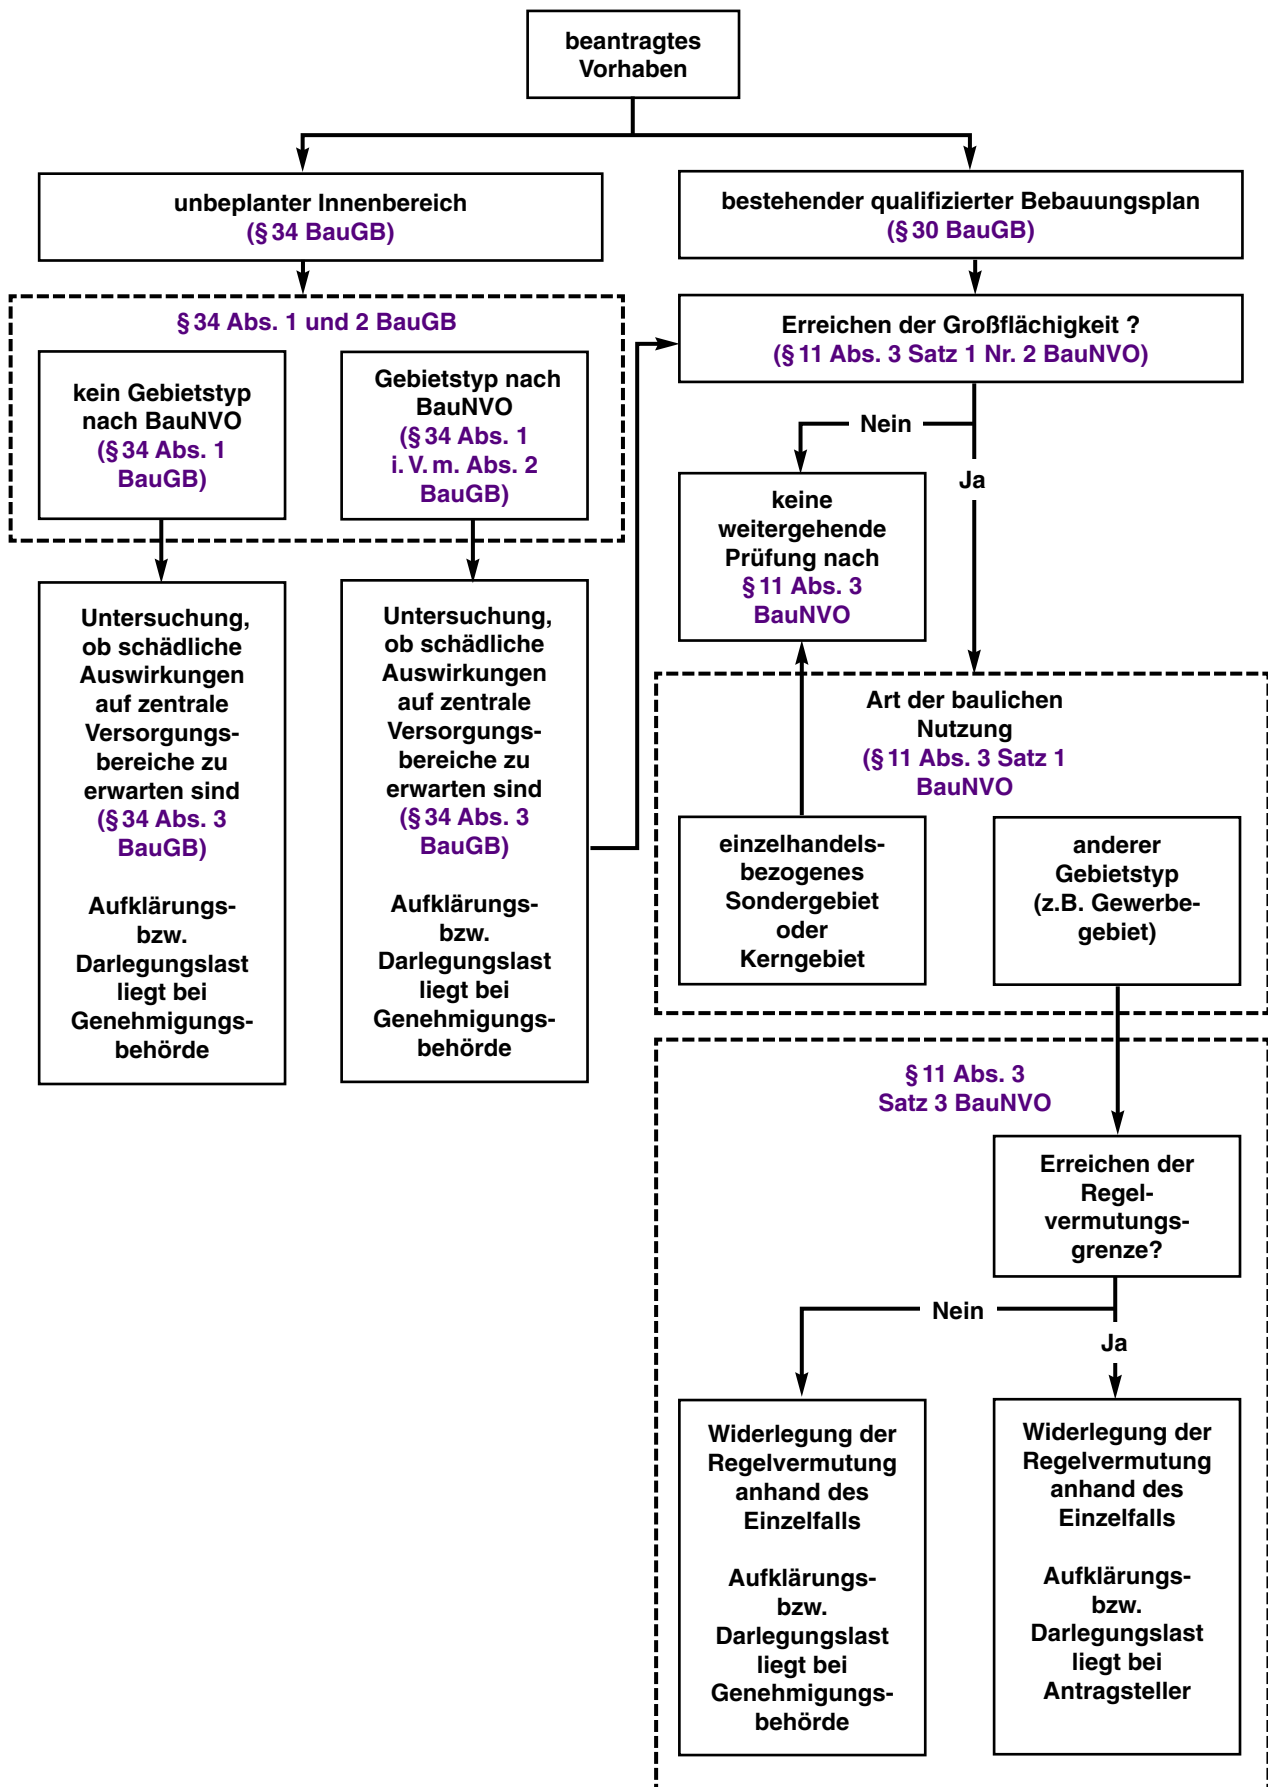 beantragtes
Vorhaben
unbeplanter Innenbereich
(§ 34 BauGB)
bestehender qualifizierter Bebauungsplan
(§ 30 BauGB)
§ 34 Abs. 1 und 2 BauGB
kein Gebietstyp
nach BauNVO
(§ 34 Abs. 1
BauGB)
Gebietstyp nach
BauNVO
(§ 34 Abs. 1
i. V. m. Abs. 2
BauGB)
Erreichen der Großflächigkeit ?
(§ 11 Abs. 3 Satz 1 Nr. 2 BauNVO)
Nein
Ja
keine
weitergehende
Prüfung nach
§ 11 Abs. 3
BauNVO
Untersuchung,
ob schädliche
Auswirkungen
auf zentrale
Versorgungs-
bereiche zu
erwarten sind
(§ 34 Abs. 3
BauGB)
Aufklärungs-
bzw.
Darlegungslast
liegt bei
Genehmigungs-
behörde
Untersuchung,
ob schädliche
Auswirkungen
auf zentrale
Versorgungs-
bereiche zu
erwarten sind
(§ 34 Abs. 3
BauGB)
Aufklärungs-
bzw.
Darlegungslast
liegt bei
Genehmigungs-
behörde
Art der baulichen
Nutzung
(§ 11 Abs. 3 Satz 1
BauNVO
einzelhandels-
bezogenes
Sondergebiet
oder
Kerngebiet
anderer
Gebietstyp
(z.B. Gewerbe-
gebiet)
§ 11 Abs. 3
Satz 3 BauNVO
Erreichen der
Regel-
vermutungs-
grenze?
Nein
Ja
Widerlegung der
Regelvermutung
anhand des
Einzelfalls
Aufklärungs-
bzw.
Darlegungslast
liegt bei
Genehmigungs-
behörde
Widerlegung der
Regelvermutung
anhand des
Einzelfalls
Aufklärungs-
bzw.
Darlegungslast
liegt bei
Antragsteller